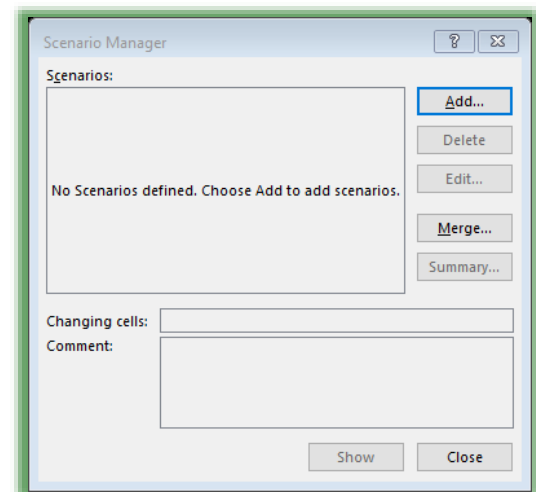 Scenario Manager
?
Scenarios:
Add...
Delete
Edit...
No Scenarios defined. Choose Add to add scenarios.
Merge...
Summary...
Changing cells:
Comment:
Show
Close